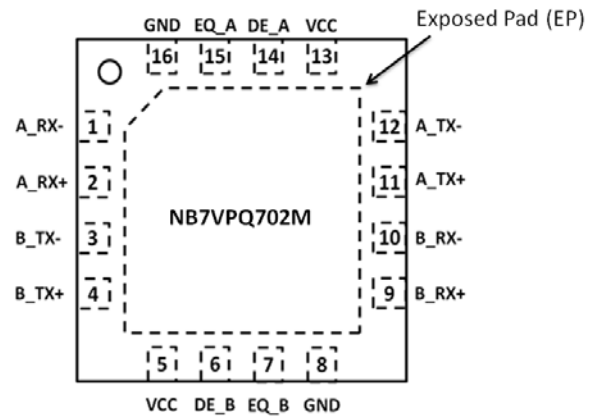 Exposed Pad (EP)
GND EQ_A DE_A VCC
16 15 14 13
A_RX- 1 12 A_TX-
A_RX+ 2 11 A_TX+
NB7VPQ702M
B_TX- 3 10 B_RX-
B_TX+ 4 9 B_RX+
5 6 7 8
VCC DE_B EQ_B GND